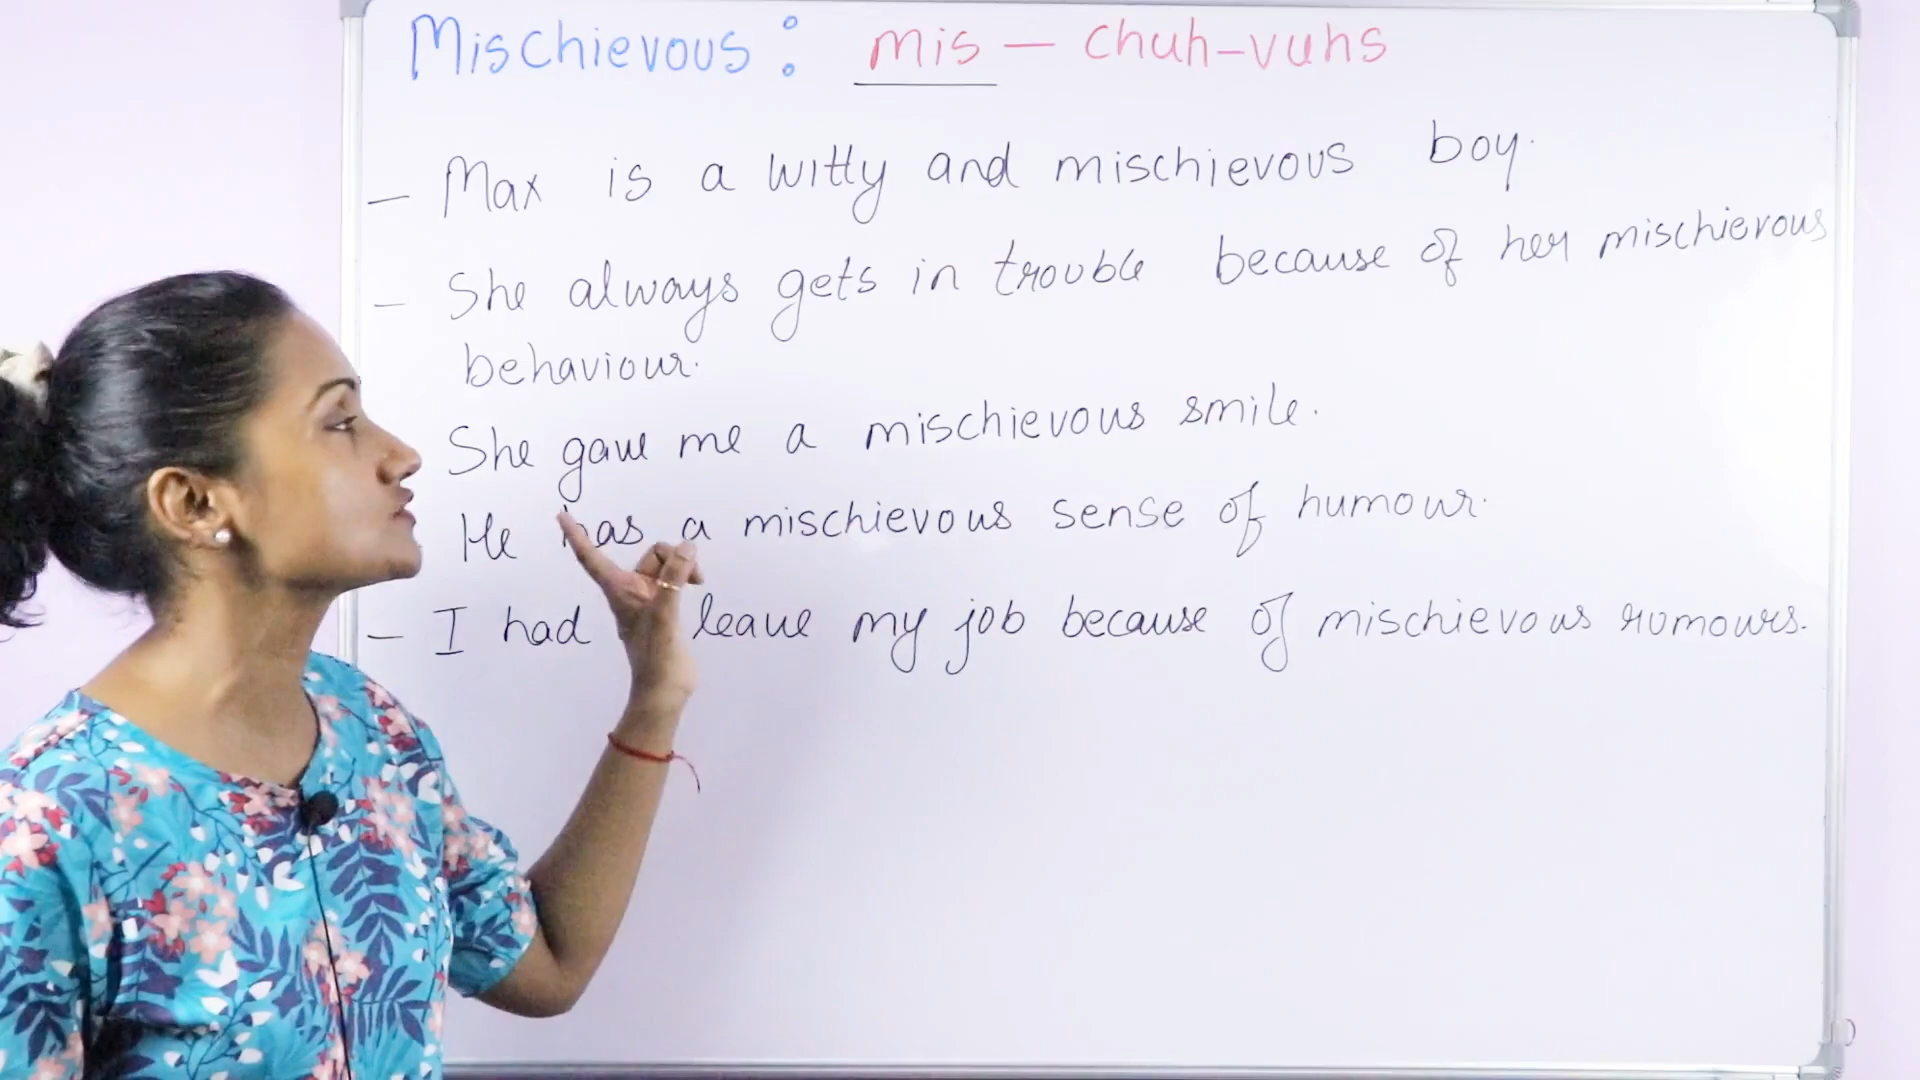 Mischievous : mis - chuh-vuhs
- Max is a witty and mischievous boy.
- She always gets in trouble because of her mischievous
behaviour.
She gave me a mischievous smile.
He has a mischievous sense of humour.
- I had leave my job because of mischievous rumours.